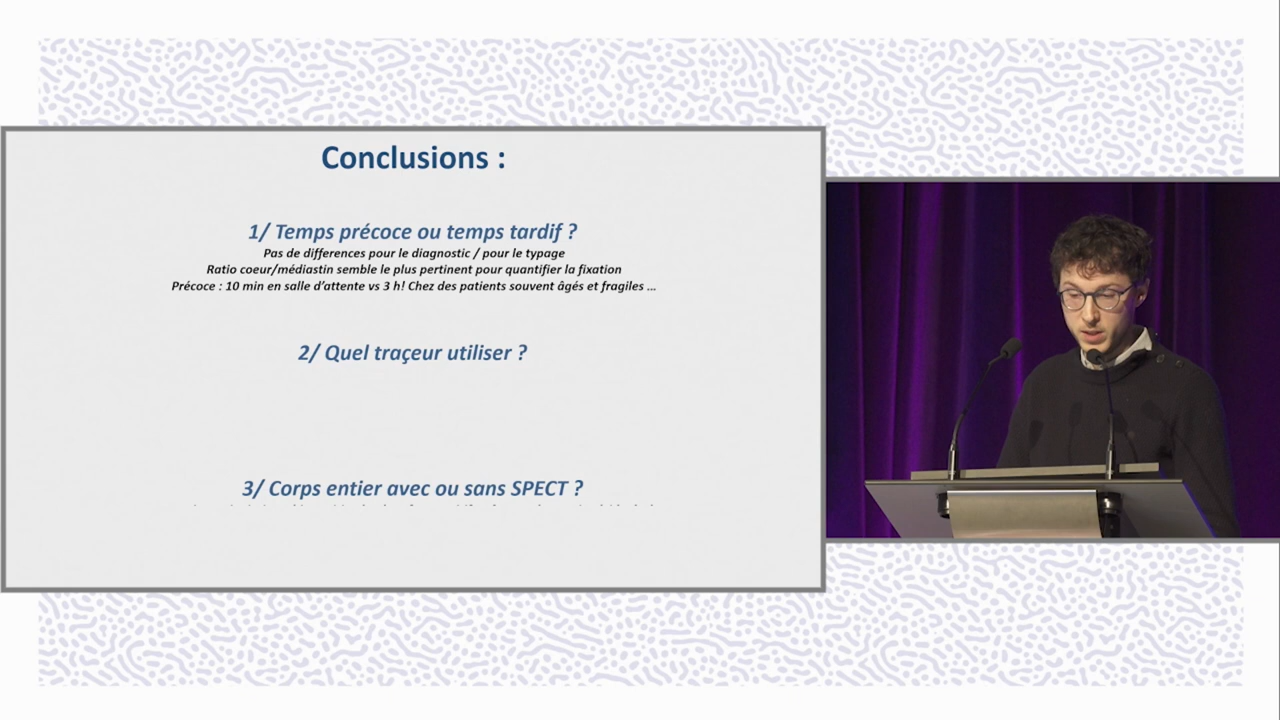 Conclusions :
1/ Temps précoce ou temps tardif ?
Pas de differences pour le diagnostic / pour le typage
Ratio coeur/médiastin semble le plus pertinent pour quantifier la fixation
Précoce : 10 min en salle d'attente vs 3 h! Chez des patients souvent âgés et fragiles ...
2/ Quel traçeur utiliser ?
3/ Corps entier avec ou sans SPECT ?